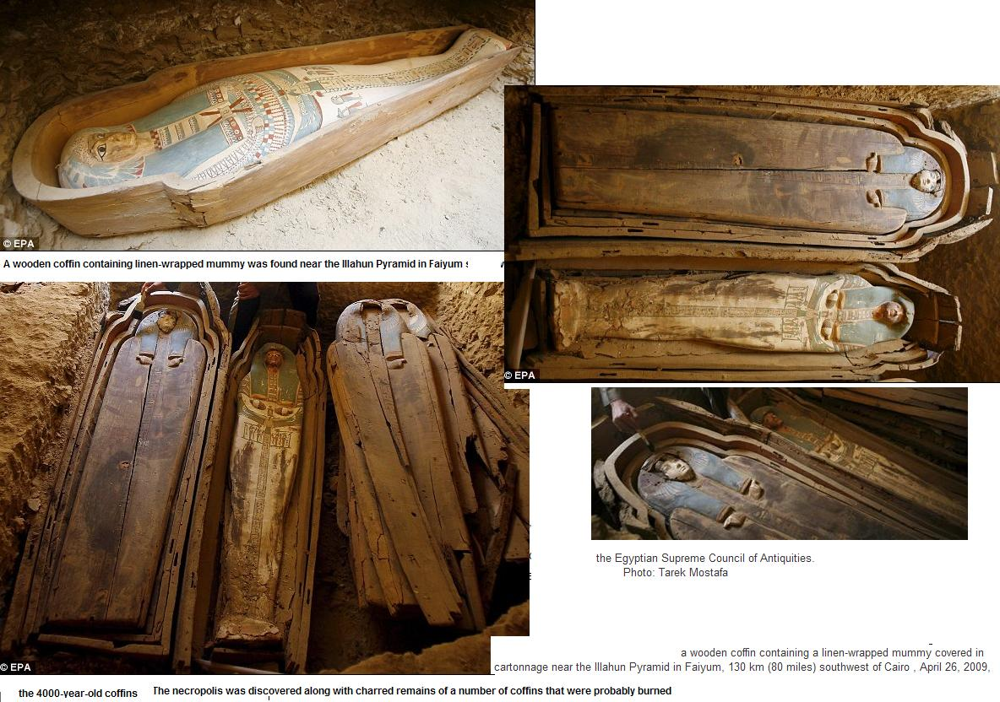 © EPA
A wooden coffin containing linen-wrapped mummy was found near the Illahun Pyramid in Faiyum
© EPA
© EPA
the Egyptian Supreme Council of Antiquities.
Photo: Tarek Mostafa
a wooden coffin containing a linen-wrapped mummy covered in
cartonnage near the Illahun Pyramid in Faiyum, 130 km (80 miles) southwest of Cairo , April 26, 2009,
the 4000-year-old coffins
The necropolis was discovered along with charred remains of a number of coffins that were probably burned